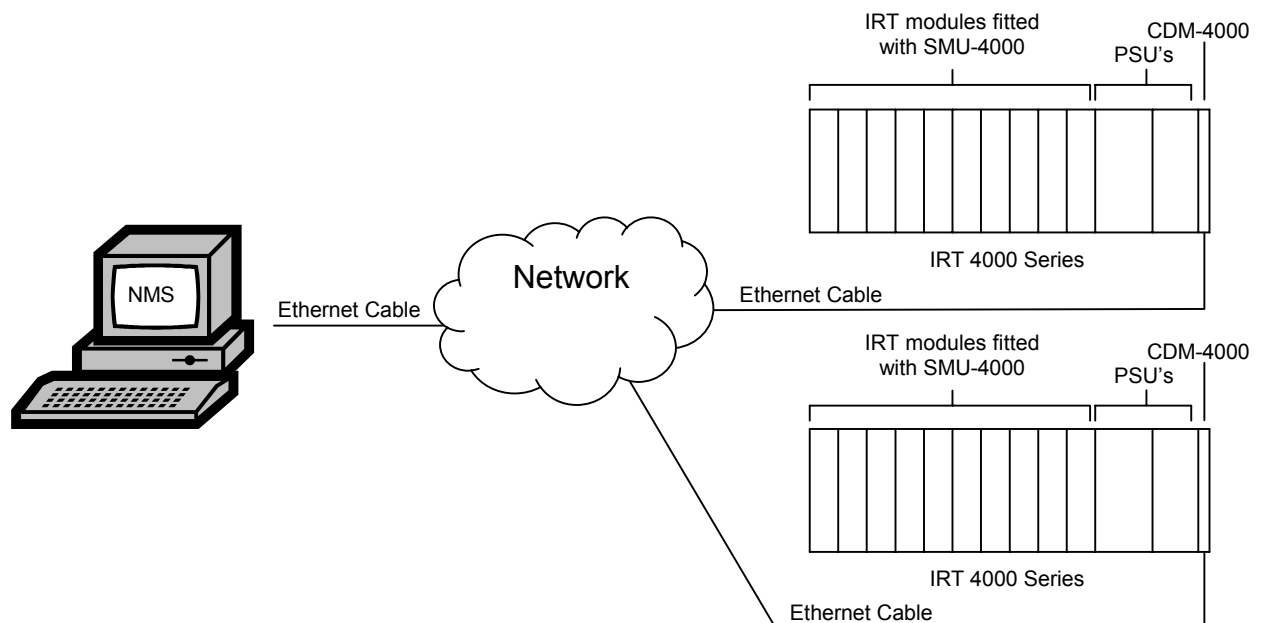 IRT modules fitted
with SMU-4000
CDM-4000
PSU's
IRT 4000 Series
NMS
Ethernet Cable
Network
Ethernet Cable
IRT modules fitted
with SMU-4000
CDM-4000
PSU's
IRT 4000 Series
Ethernet Cable